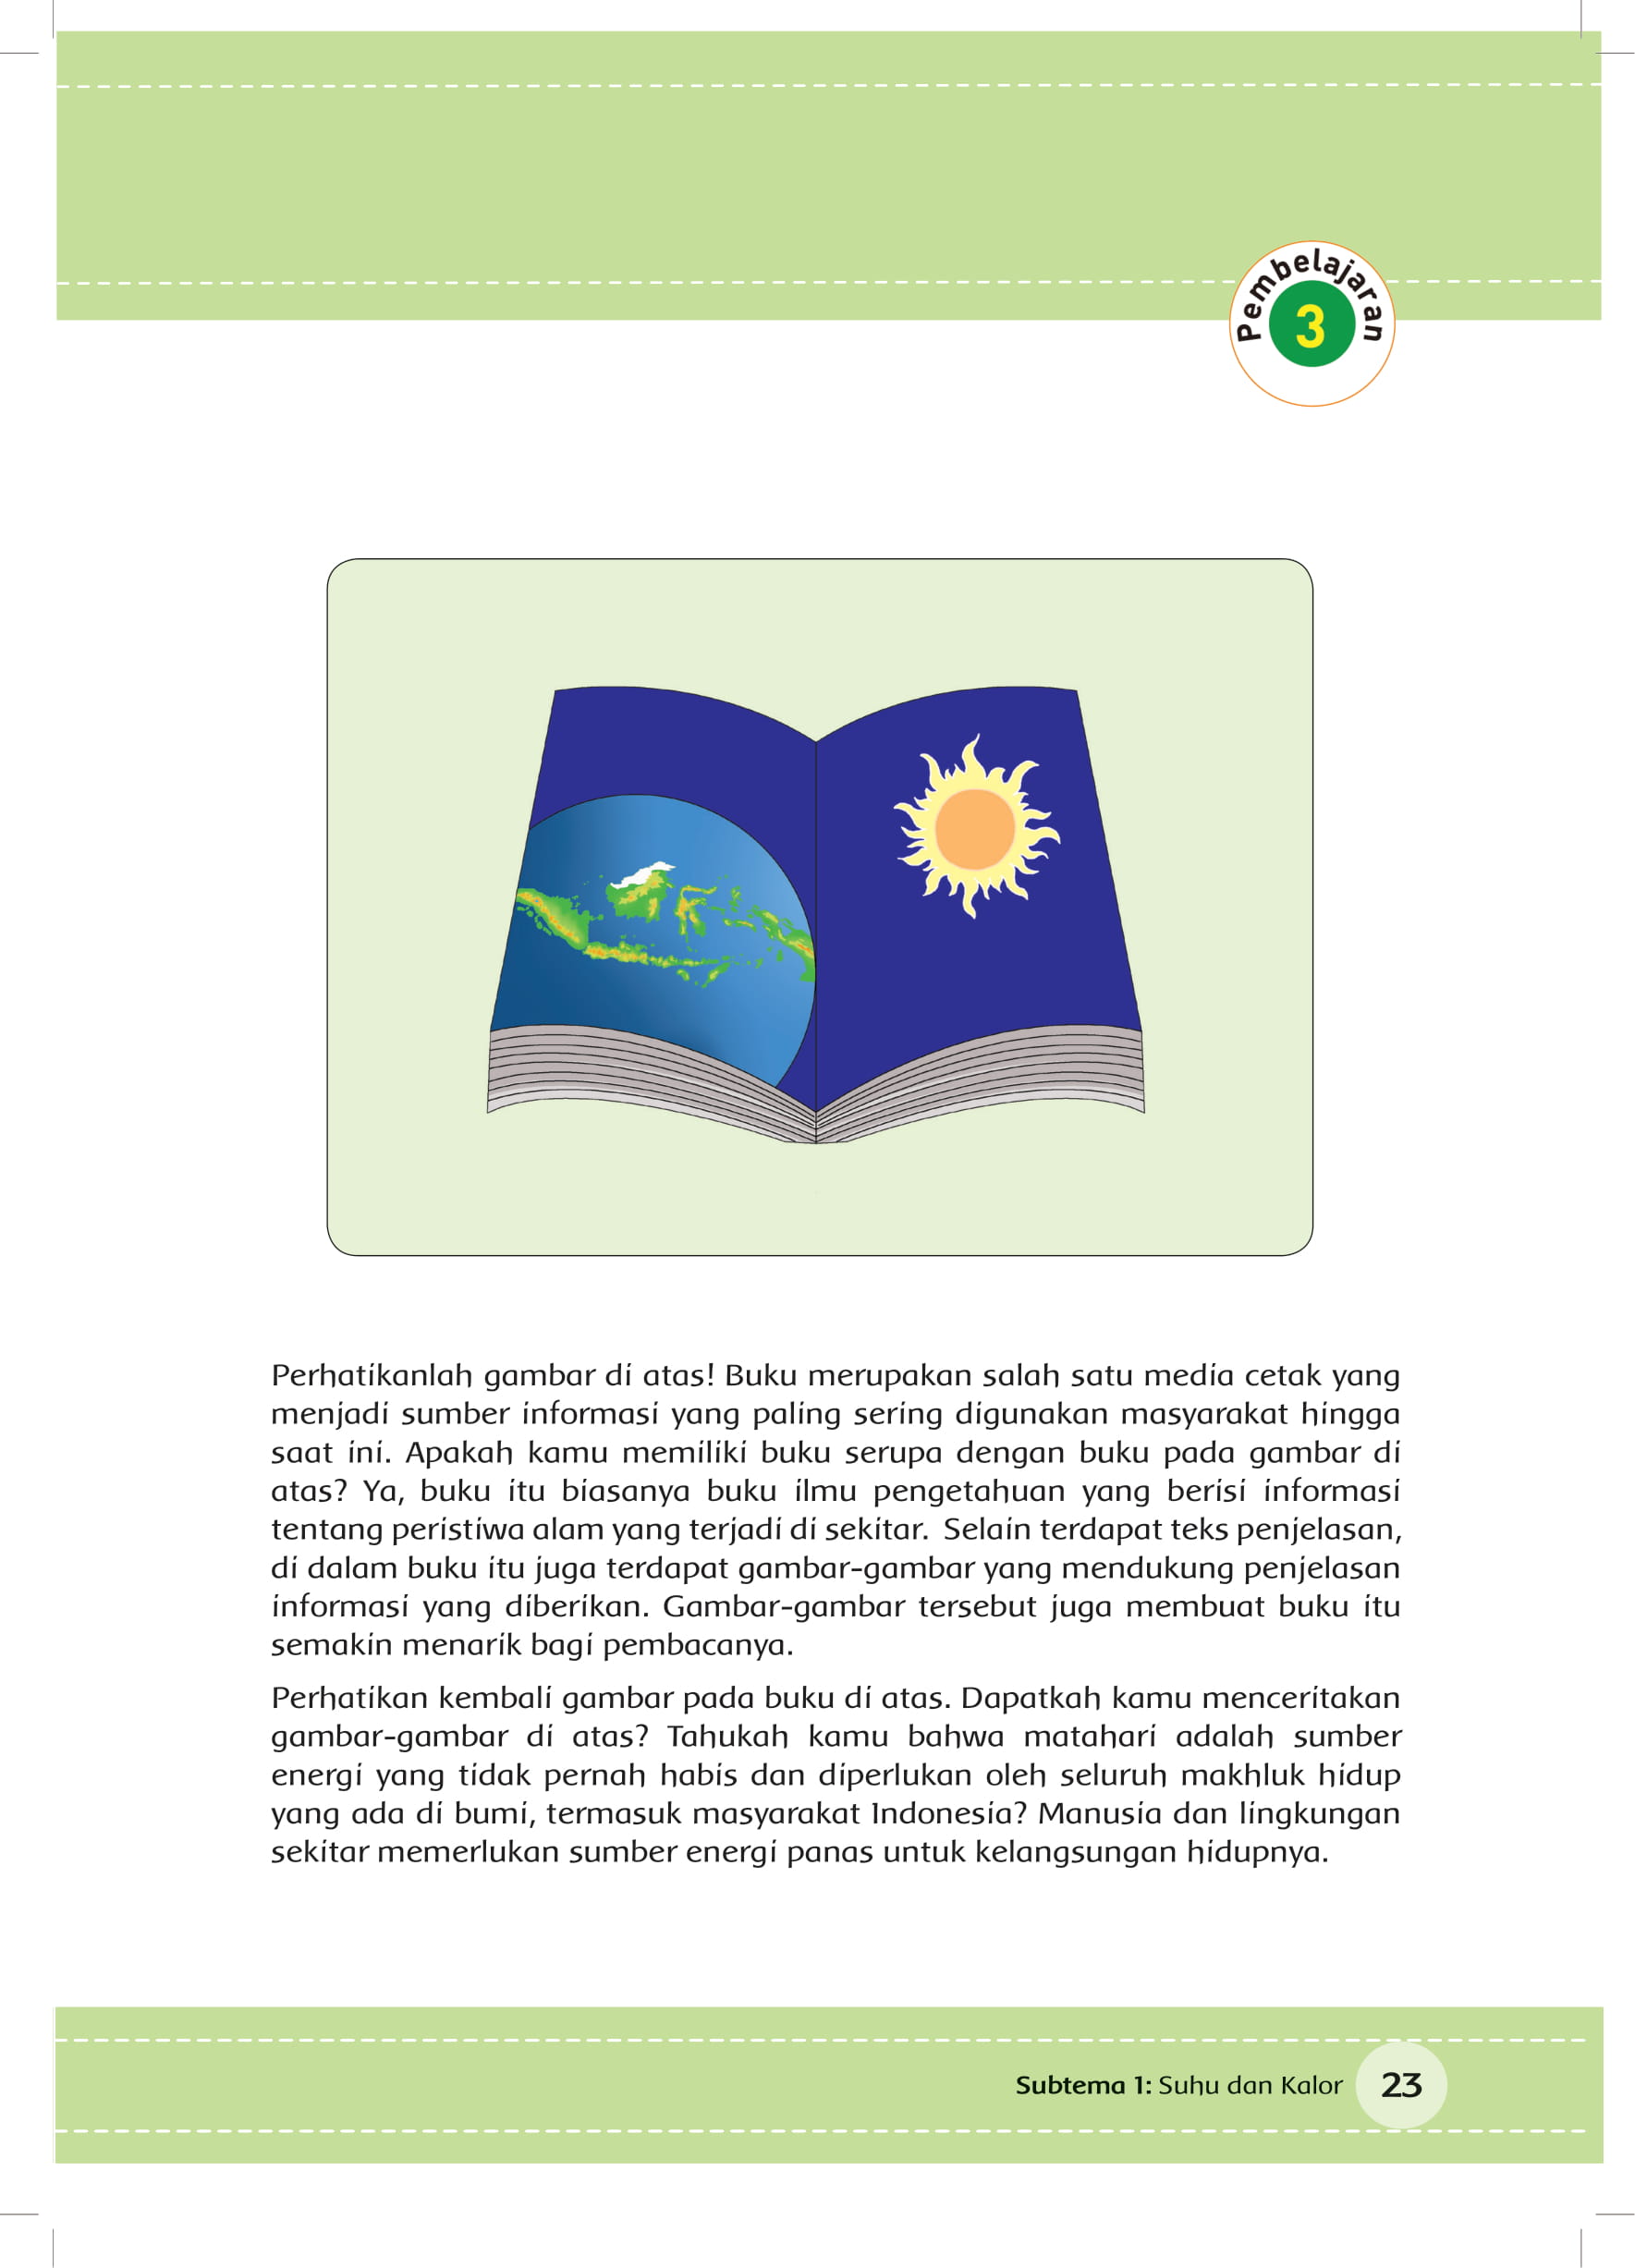 Pembelajaran
3
Perhatikanlah gambar di atas! Buku merupakan salah satu media cetak yang
menjadi sumber informasi yang paling sering digunakan masyarakat hingga
saat ini. Apakah kamu memiliki buku serupa dengan buku pada gambar di
atas? Ya, buku itu biasanya buku ilmu pengetahuan yang berisi informasi
tentang peristiwa alam yang terjadi di sekitar. Selain terdapat teks penjelasan,
di dalam buku itu juga terdapat gambar-gambar yang mendukung penjelasan
informasi yang diberikan. Gambar-gambar tersebut juga membuat buku itu
semakin menarik bagi pembacanya.
Perhatikan kembali gambar pada buku di atas. Dapatkah kamu menceritakan
gambar-gambar di atas? Tahukah kamu bahwa matahari adalah sumber
energi yang tidak pernah habis dan diperlukan oleh seluruh makhluk hidup
yang ada di bumi, termasuk masyarakat Indonesia? Manusia dan lingkungan
sekitar memerlukan sumber energi panas untuk kelangsungan hidupnya.
Subtema 1: Suhu dan Kalor 23